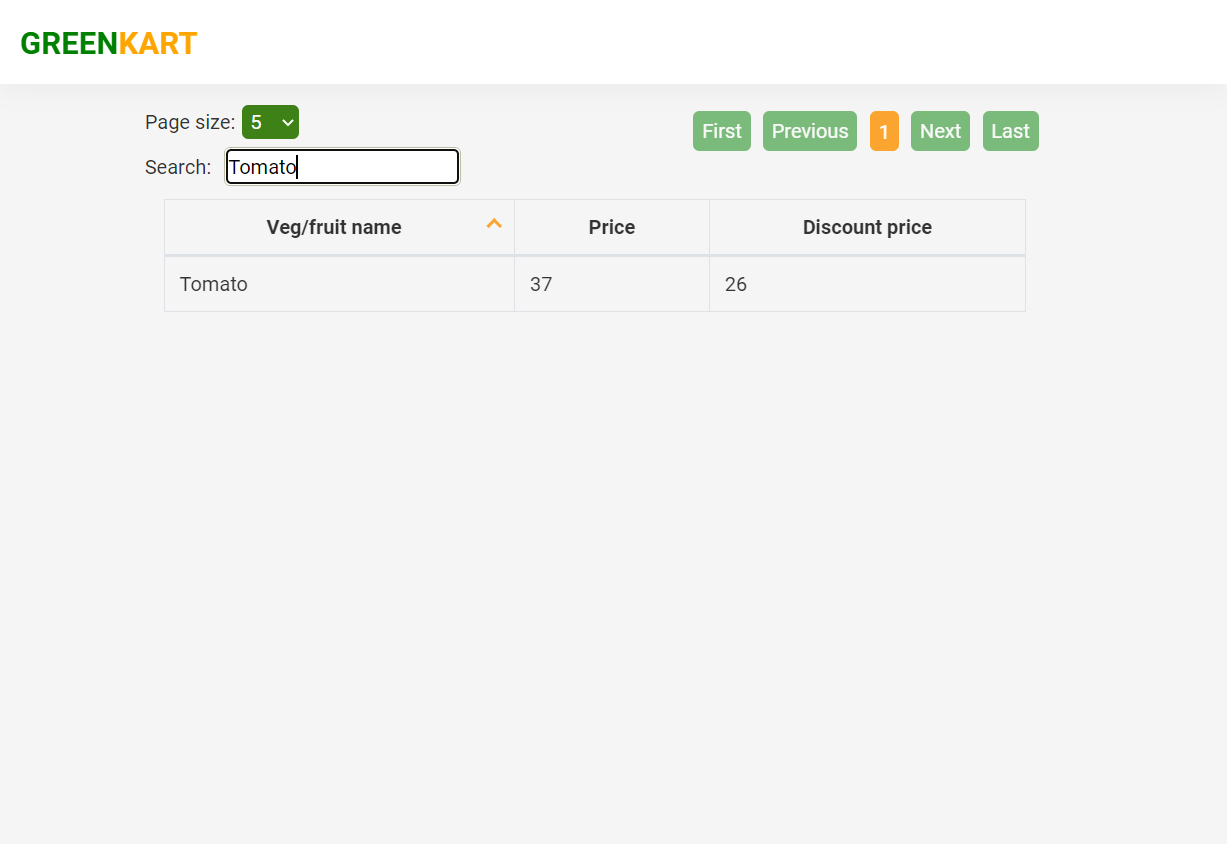 GREENKART
Page size: 5
First Previous 1 Next Last
Search: Tomato
Veg/fruit name Price Discount price
Tomato 37 26